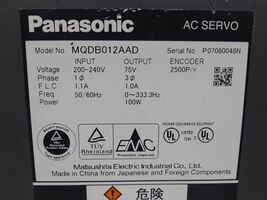 Panasonic
AC SERVO
Model No. MQDB012AAD
Serial No P07080048N
INPUT OUTPUT ENCODER
Voltage 200-240V 75V 2500P/r
Phase 1ϕ 3ϕ
F.L.C 1.1A 1.0A
Freq 50/60Hz 0~333.3Hz
Power 100W
TÜV
Rheinland
EMC
LISTED
Matsushita Electric Industrial Co., Ltd.
Made in Japan from Japanese and Foreign Components
危険